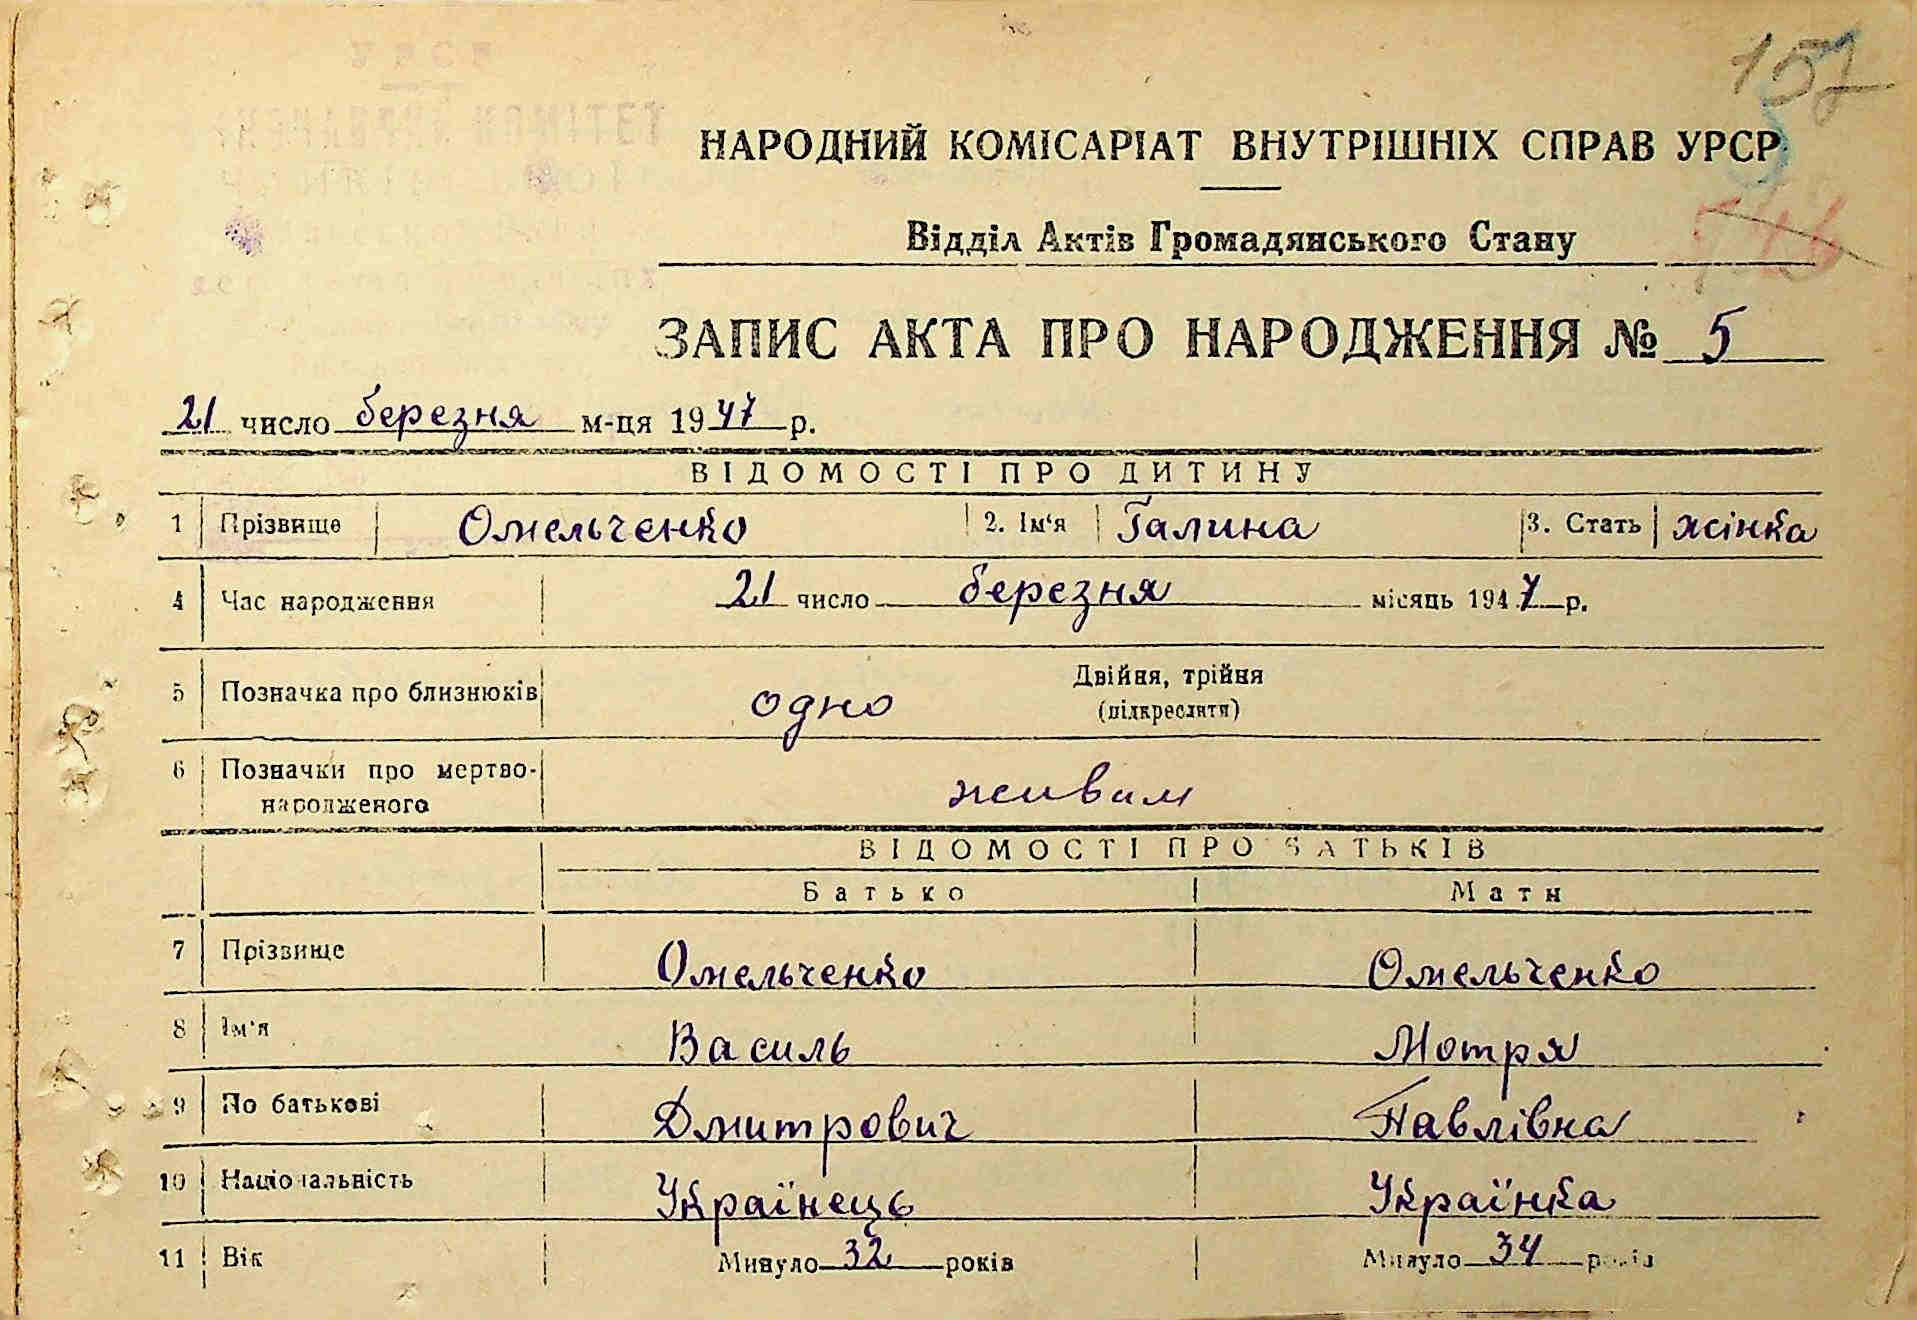 157
НАРОДНИЙ КОМІСАРІАТ ВНУТРІШНІХ СПРАВ УРСР
Відділ Актів Громадянського Стану
ЗАПИС АКТА ПРО НАРОДЖЕННЯ № 5
21 число березня м-ця 1947 р.
ВІДОМОСТІ ПРО ДИТИНУ
1 Прізвище Омельченко 2. Ім'я Галина 3. Стать жінка
4 Час народження 21 число березня місяць 1947 р.
5 Позначка про близнюків одно Двійня, трійня
(підкреслити)
6 Позначки про мертво-
народженого живим
ВІДОМОСТІ ПРО БАТЬКІВ
Батько Мати
7 Прізвище Омельченко Омельченко
8 Ім'я Василь Мотря
9 По батькові Дмитрович Павлівна
10 Національність Українець Українка
11 Вік Минуло 32 років Минуло 34 років